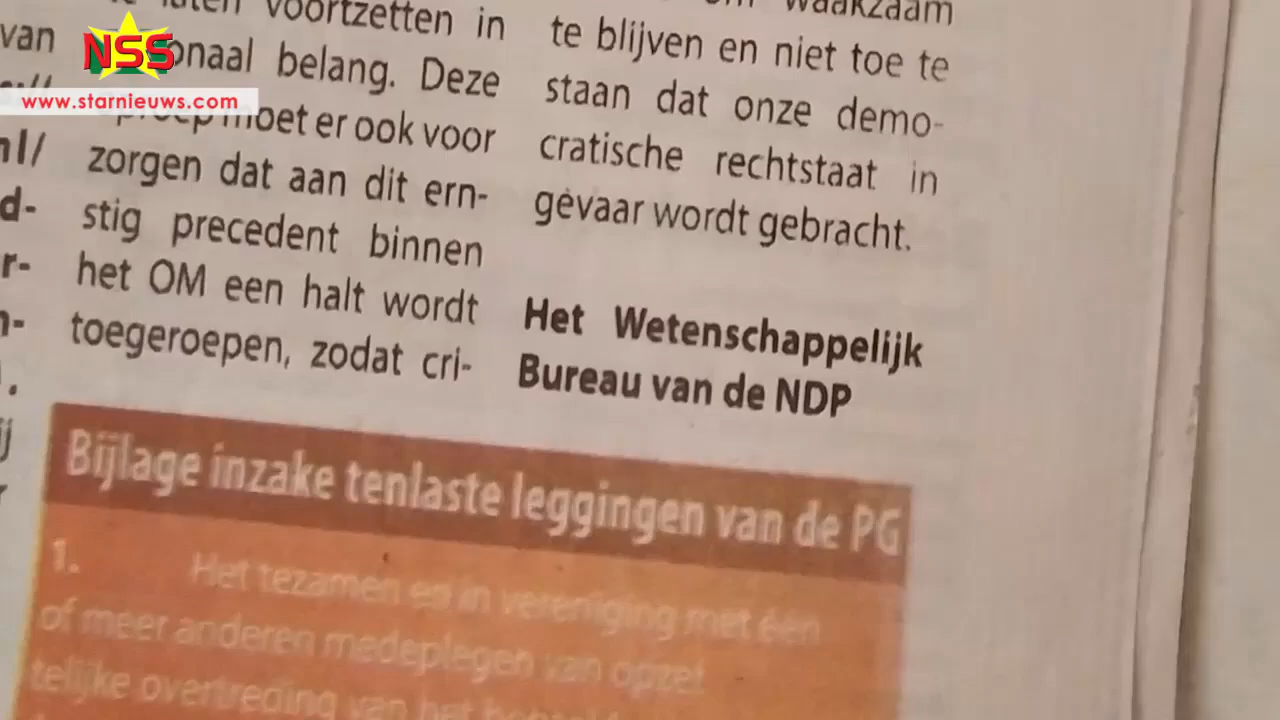 NSS
www.starnieuws.com
van
nl/
d-
r-
voortzetten in
belang. Deze
moet er ook voor
zorgen dat aan dit ern-
stig precedent binnen
het OM een halt wordt
toegeroepen, zodat cri-
waakzaam
te blijven en niet toe te
staan dat onze demo-
cratische rechtstaat in
gevaar wordt gebracht.
Het Wetenschappelijk
Bureau van de NDP
Bijlage inzake tenlaste leggingen van de PG
1. Het tezamen en in vereniging met één
of meer anderen medeplegen van opzet
telijke overtreding van het